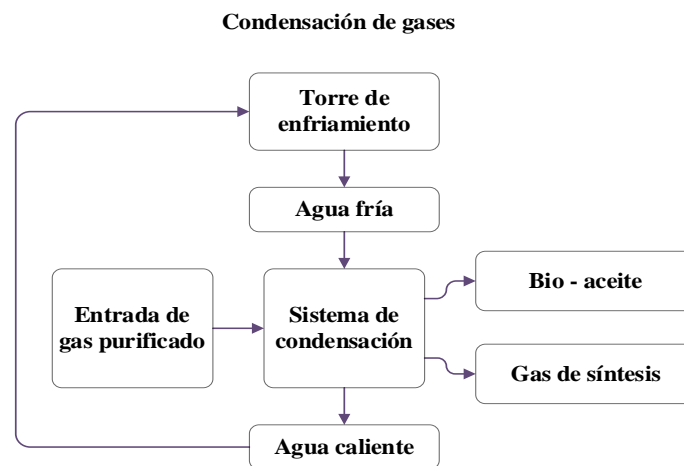 Condensación de gases
Torre de
enfriamiento
Agua fría
Entrada de
gas purificado
Sistema de
condensación
Bio - aceite
Gas de síntesis
Agua caliente